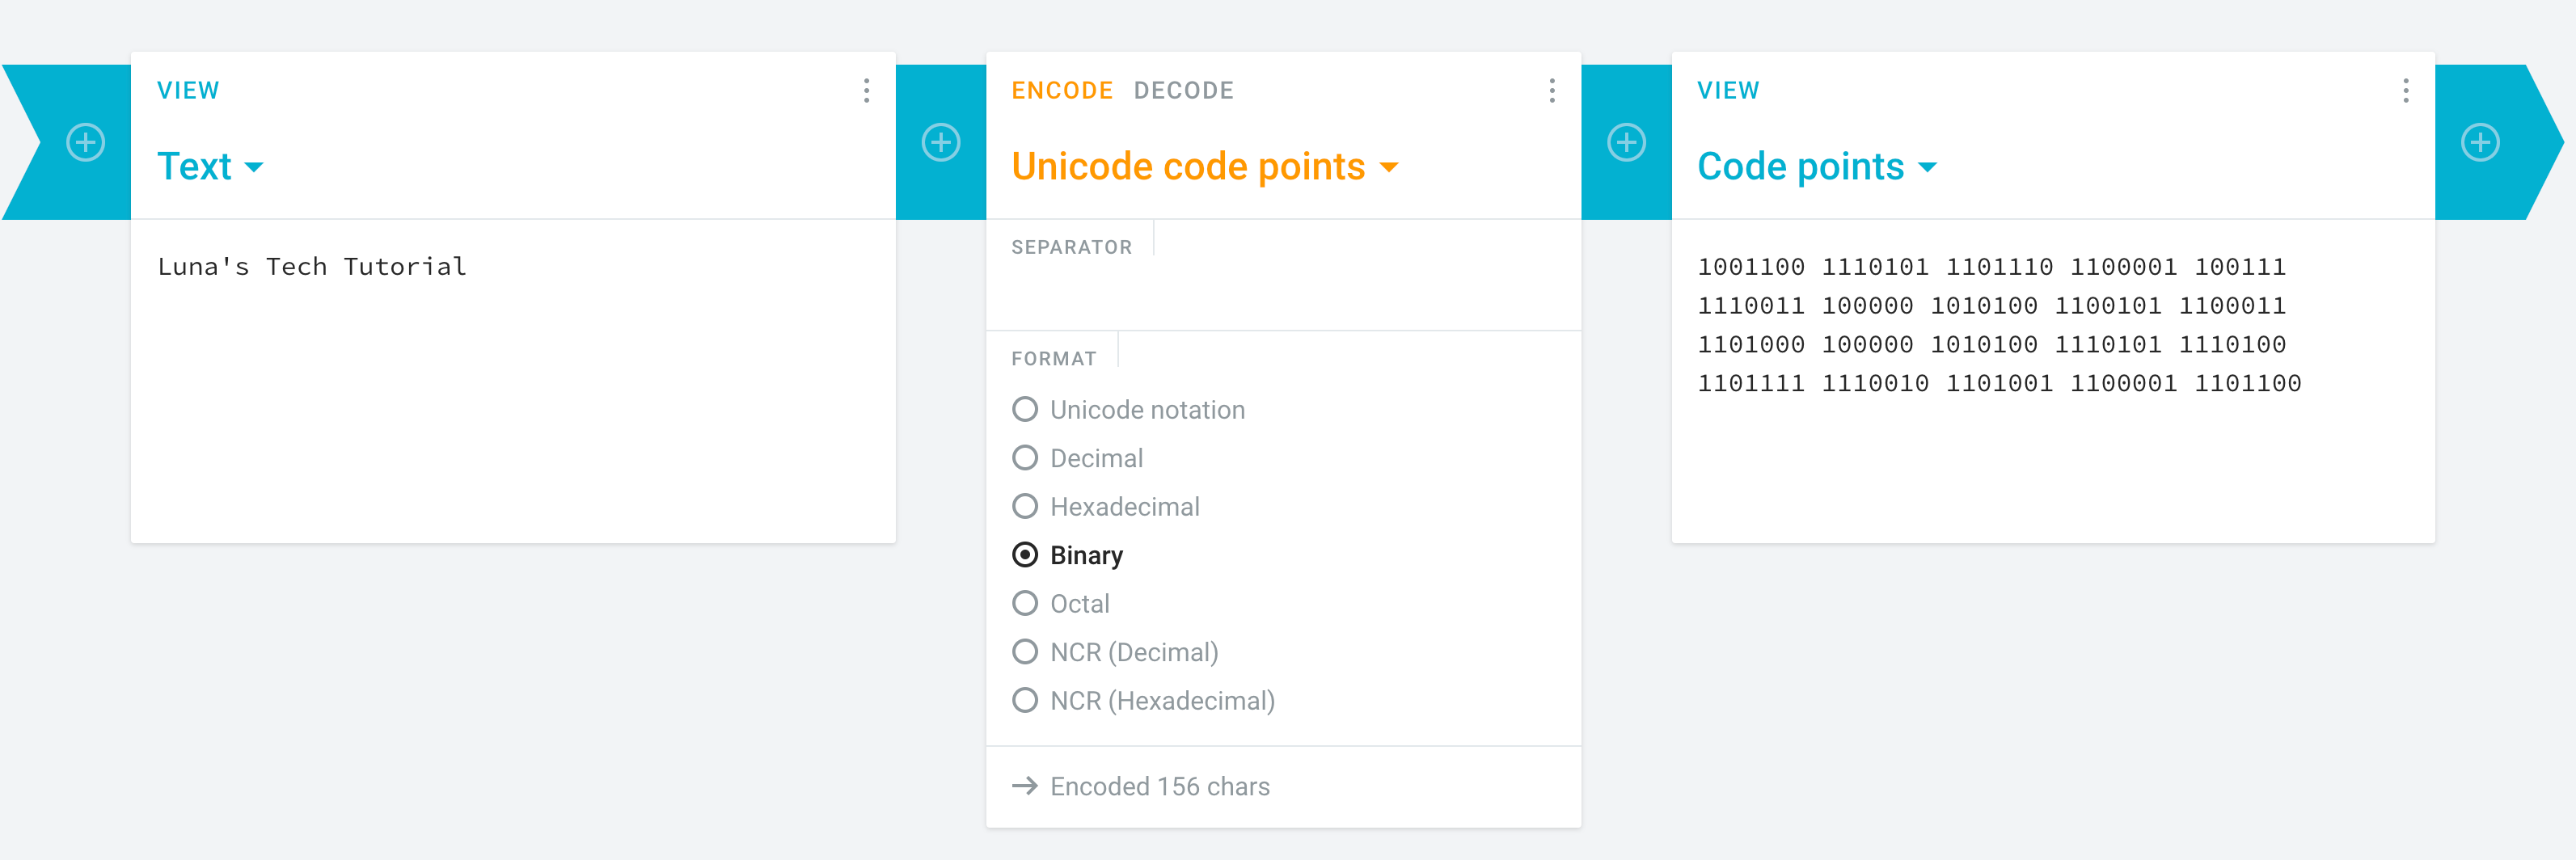 VIEW
Text
Luna's Tech Tutorial
ENCODE DECODE
Unicode code points
SEPARATOR
FORMAT
Unicode notation
Decimal
Hexadecimal
Binary
Octal
NCR (Decimal)
NCR (Hexadecimal)
Encoded 156 chars
VIEW
Code points
1001100 1110101 1101110 1100001 100111
1110011 100000 1010100 1100101 1100011
1101000 100000 1010100 1110101 1110100
1101111 1110010 1101001 1100001 1101100